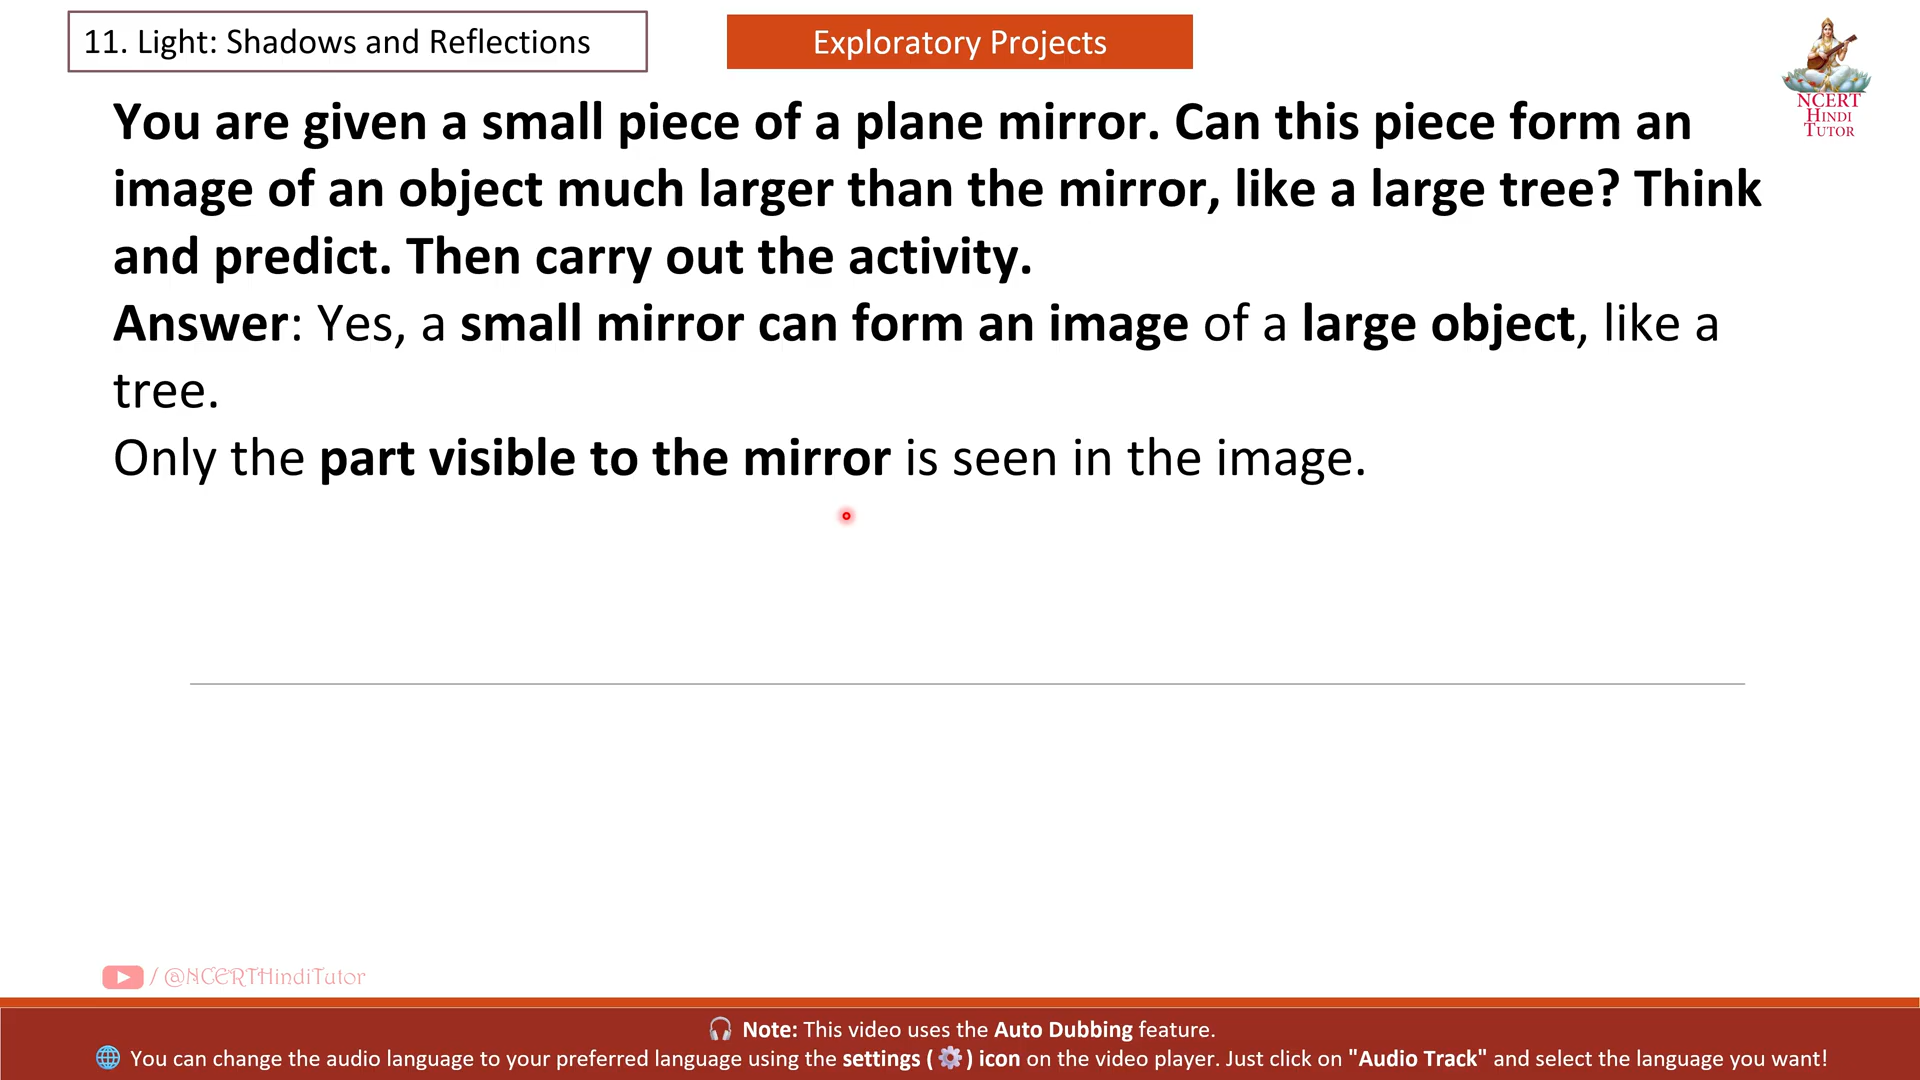 11. Light: Shadows and Reflections
Exploratory Projects
NCERT
HINDI
TUTOR
You are given a small piece of a plane mirror. Can this piece form an
image of an object much larger than the mirror, like a large tree? Think
and predict. Then carry out the activity.
Answer: Yes, a small mirror can form an image of a large object, like a
tree.
Only the part visible to the mirror is seen in the image.
/ @NCERTHindiTutor
Note: This video uses the Auto Dubbing feature.
You can change the audio language to your preferred language using the settings ( ⚙ ) icon on the video player. Just click on "Audio Track" and select the language you want!